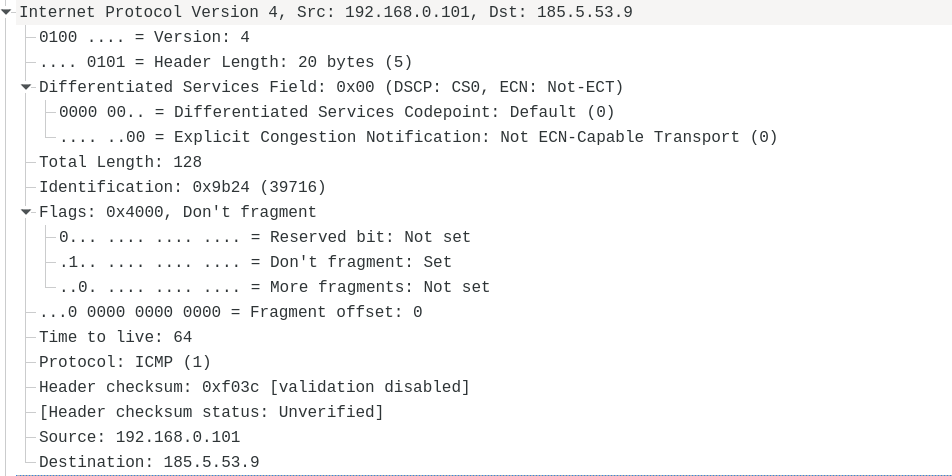 Internet Protocol Version 4, Src: 192.168.0.101, Dst: 185.5.53.9
0100 .... = Version: 4
.... 0101 = Header Length: 20 bytes (5)
Differentiated Services Field: 0x00 (DSCP: CS0, ECN: Not-ECT)
0000 00.. = Differentiated Services Codepoint: Default (0)
.... ..00 = Explicit Congestion Notification: Not ECN-Capable Transport (0)
Total Length: 128
Identification: 0x9b24 (39716)
Flags: 0x4000, Don't fragment
0... .... .... .... = Reserved bit: Not set
.1.. .... .... .... = Don't fragment: Set
..0. .... .... .... = More fragments: Not set
...0 0000 0000 0000 = Fragment offset: 0
Time to live: 64
Protocol: ICMP (1)
Header checksum: 0xf03c [validation disabled]
[Header checksum status: Unverified]
Source: 192.168.0.101
Destination: 185.5.53.9